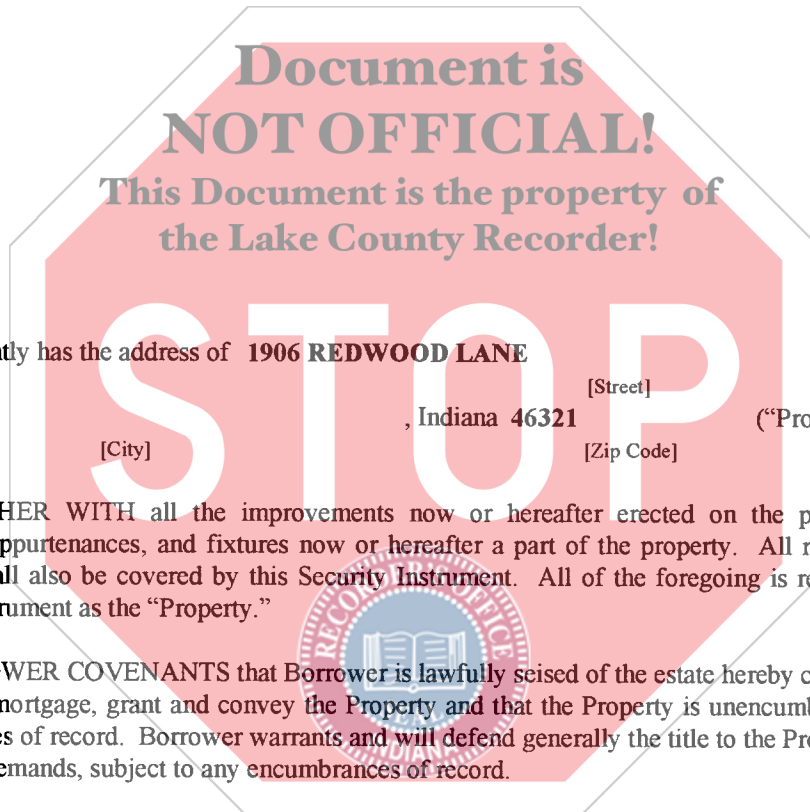 Document is
NOT OFFICIAL!
This Document is the property of
the Lake County Recorder!
STOP
tly has the address of 1906 REDWOOD LANE
[Street]
, Indiana 46321 ("Pro
[City] [Zip Code]
HER WITH all the improvements now or hereafter erected on the p
ppurtenances, and fixtures now or hereafter a part of the property. All r
ll also be covered by this Security Instrument. All of the foregoing is re
rument as the "Property."
WER COVENANTS that Borrower is lawfully seised of the estate hereby c
mortgage, grant and convey the Property and that the Property is unencumb
es of record. Borrower warrants and will defend generally the title to the Pro
emands, subject to any encumbrances of record.
RECORDER'S OFFICE
SEAL
INDIANA